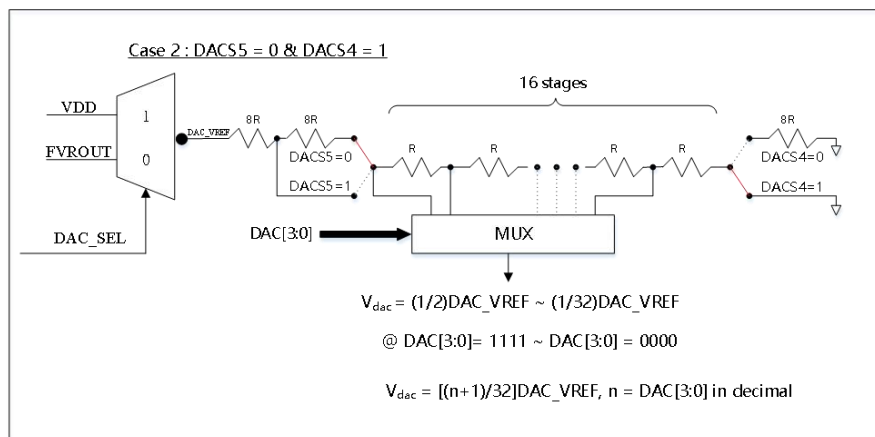 Case 2 : DACS5 = 0 & DACS4 = 1
16 stages
VDD
1
FVROUT
0
DAC_VREF
8R
8R
DACS5=0
DACS5=1
R
R
R
R
8R
DACS4=0
DACS4=1
DAC_SEL
DAC[3:0]
MUX
Vdac = (1/2)DAC_VREF ~ (1/32)DAC_VREF
@ DAC[3:0]= 1111 ~ DAC[3:0] = 0000
Vdac = [(n+1)/32]DAC_VREF, n = DAC[3:0] in decimal